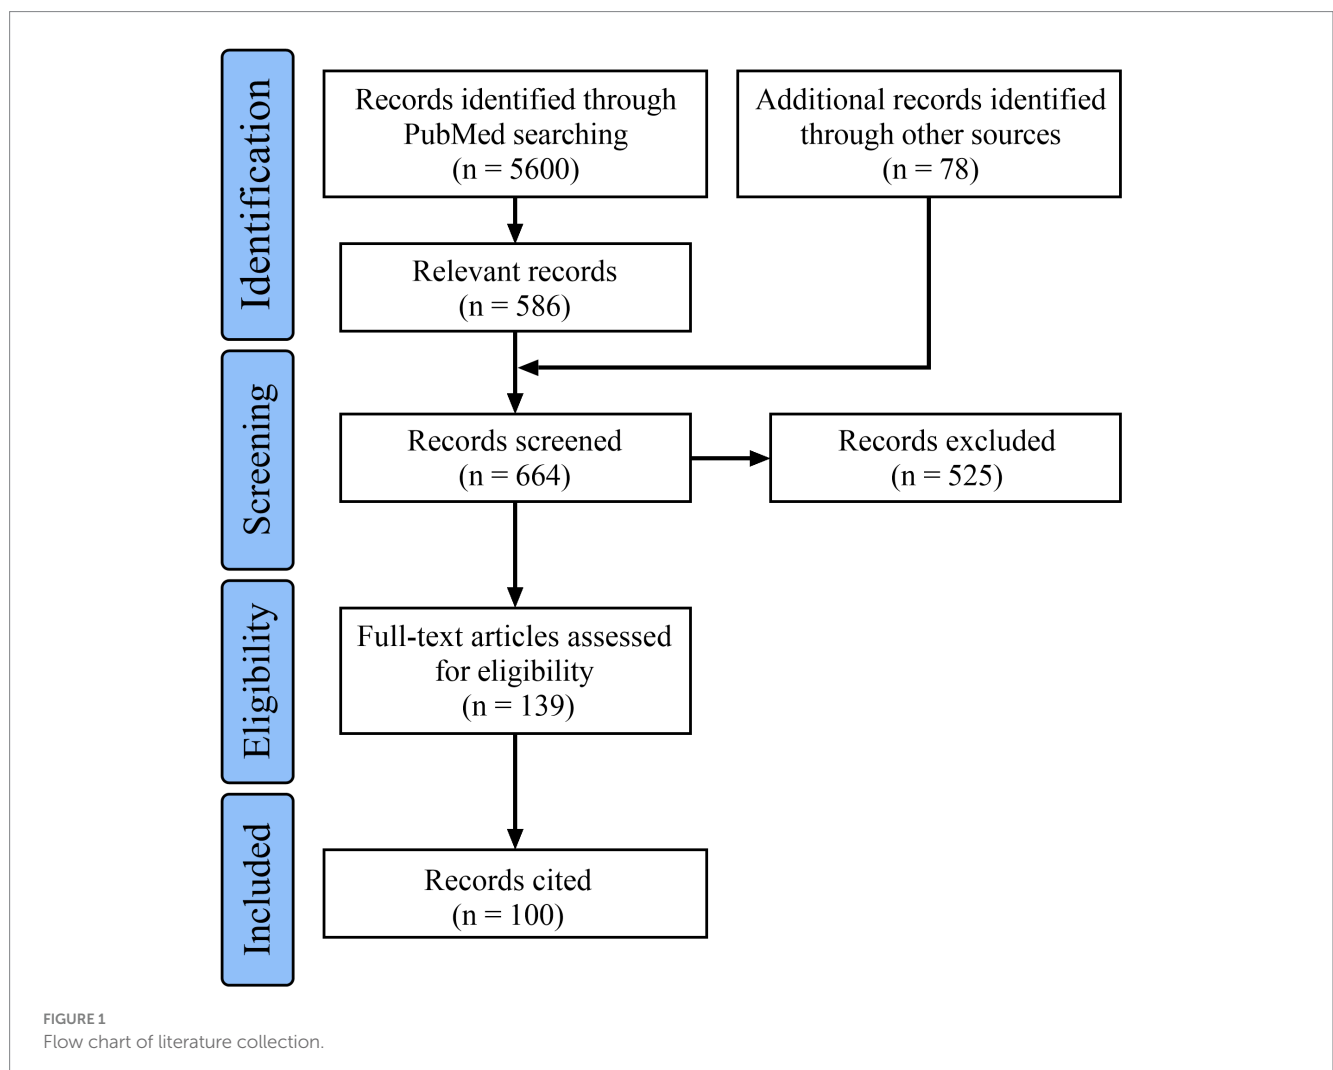 Identification
Records identified through
PubMed searching
(n = 5600)
Additional records identified
through other sources
(n = 78)
Relevant records
(n = 586)
Screening
Records screened
(n = 664)
Records excluded
(n = 525)
Eligibility
Full-text articles assessed
for eligibility
(n = 139)
Included
Records cited
(n = 100)
FIGURE 1
Flow chart of literature collection.